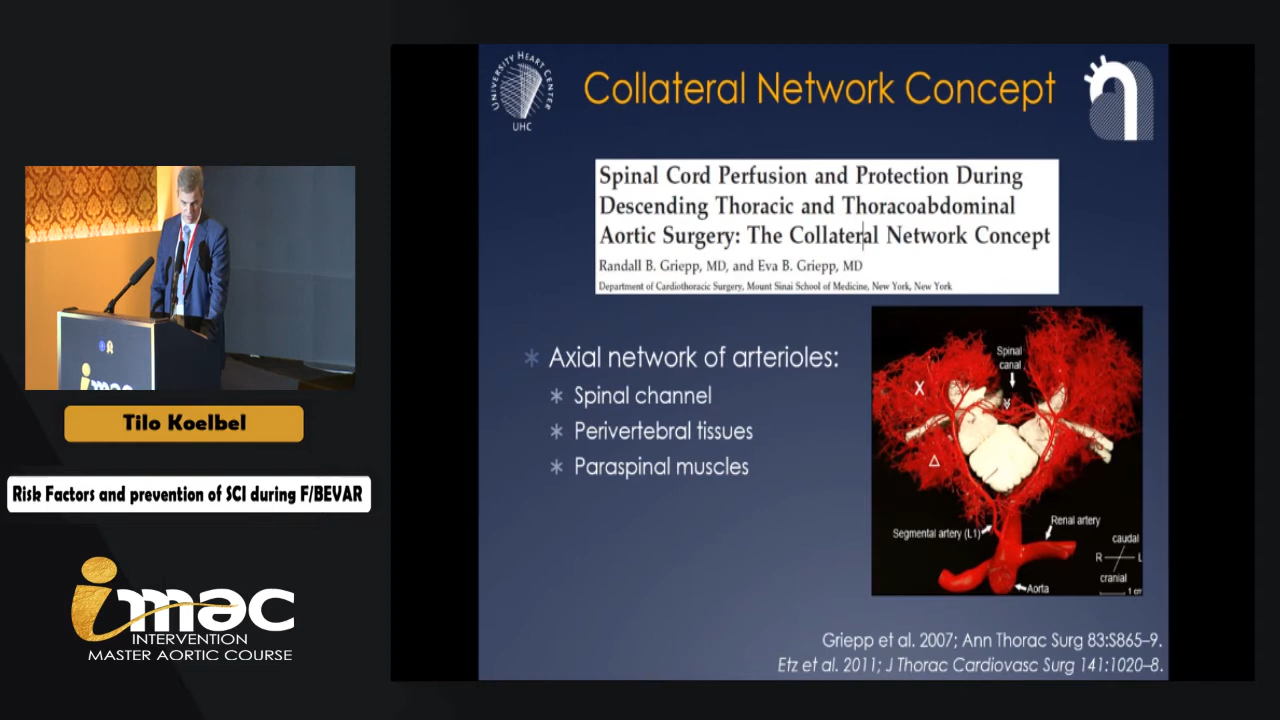 UNIVERSITY HEART CENTER
UHC
Collateral Network Concept
Spinal Cord Perfusion and Protection During
Descending Thoracic and Thoracoabdominal
Aortic Surgery: The Collateral Network Concept
Randall B. Griepp, MD, and Eva B. Griepp, MD
Department of Cardiothoracic Surgery, Mount Sinai School of Medicine, New York, New York
Axial network of arterioles:
Spinal channel
Perivertebral tissues
Paraspinal muscles
Spinal
canal
X
Segmental artery (L1)
Renal artery
caudal
R
L
cranial
1 cm
Aorta
Griepp et al. 2007; Ann Thorac Surg 83:S865–9.
Etz et al. 2011; J Thorac Cardiovasc Surg 141:1020–8.
imac
Tilo Koelbel
Risk Factors and prevention of SCI during F/BEVAR
imac
INTERVENTION
MASTER AORTIC COURSE